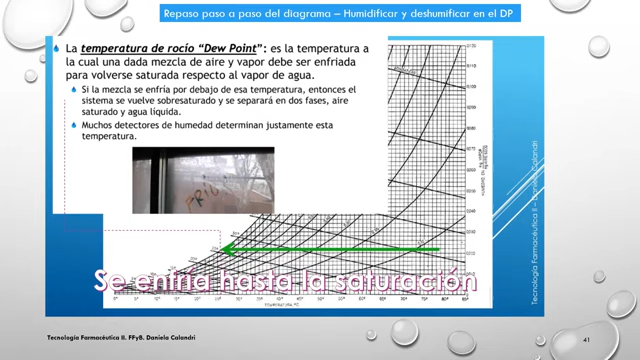 Repaso paso a paso del diagrama – Humidificar y deshumificar en el DP
La temperatura de rocío "Dew Point": es la temperatura a
la cual una dada mezcla de aire y vapor debe ser enfriada
para volverse saturada respecto al vapor de agua.
Si la mezcla se enfría por debajo de esa temperatura, entonces el
sistema se vuelve sobresaturado y se separará en dos fases, aire
saturado y agua líquida.
Muchos detectores de humedad determinan justamente esta
temperatura.
Se enfría hasta la saturación
Tecnología Farmacéutica II – Daniela Calandri
Tecnología Farmacéutica II. FFyB. Daniela Calandri
41